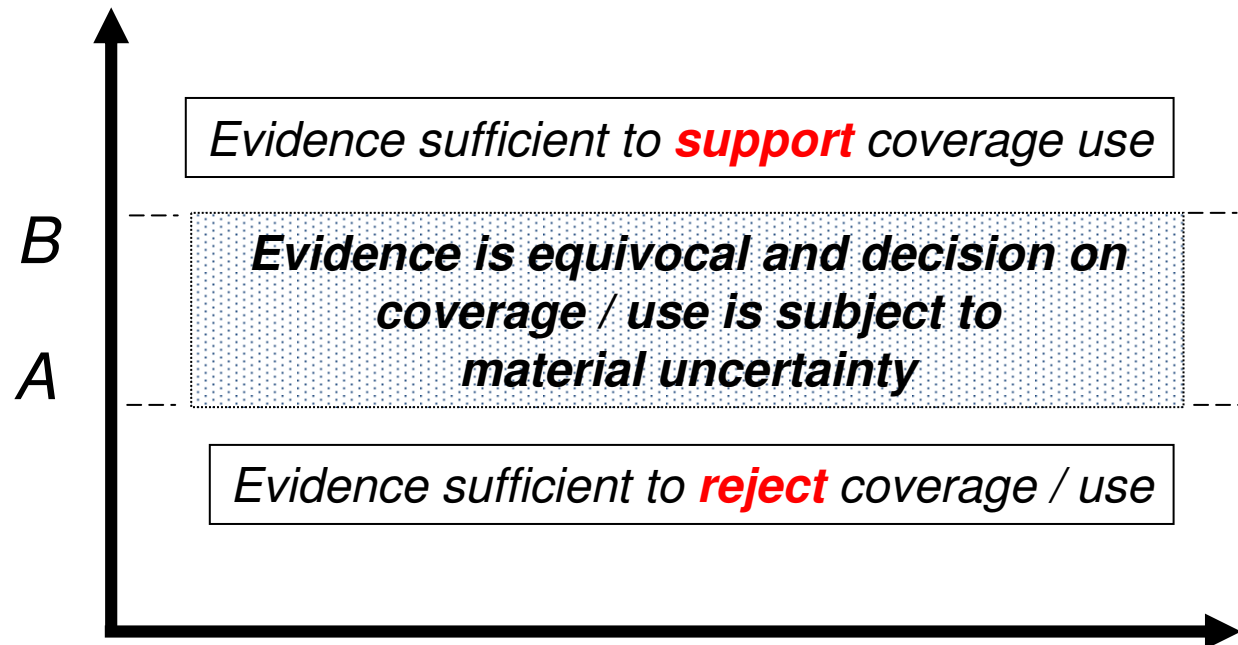 Evidence sufficient to support coverage use
B
Evidence is equivocal and decision on
coverage / use is subject to
material uncertainty
A
Evidence sufficient to reject coverage / use